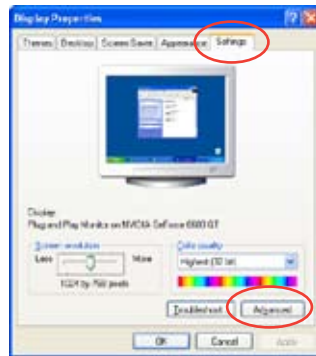 Display Properties
Themes Desktop Screen Saver Appearance Settings
Display:
Plug and Play Monitor on NVIDIA GeForce 6600 GT
Screen resolution
Less More
1024 by 768 pixels
Color quality
Highest (32 bit)
Troubleshoot... Advanced
OK Cancel Apply